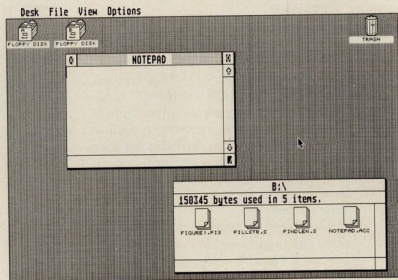 Desk File View Options
FLOPPY DISK FLOPPY DISK
TRASH
NOTEPAD
B:\
150345 bytes used in 5 items.
FIGURE1.PI3 FILLSTR.S FINDLEN.S NOTEPAD.ACC